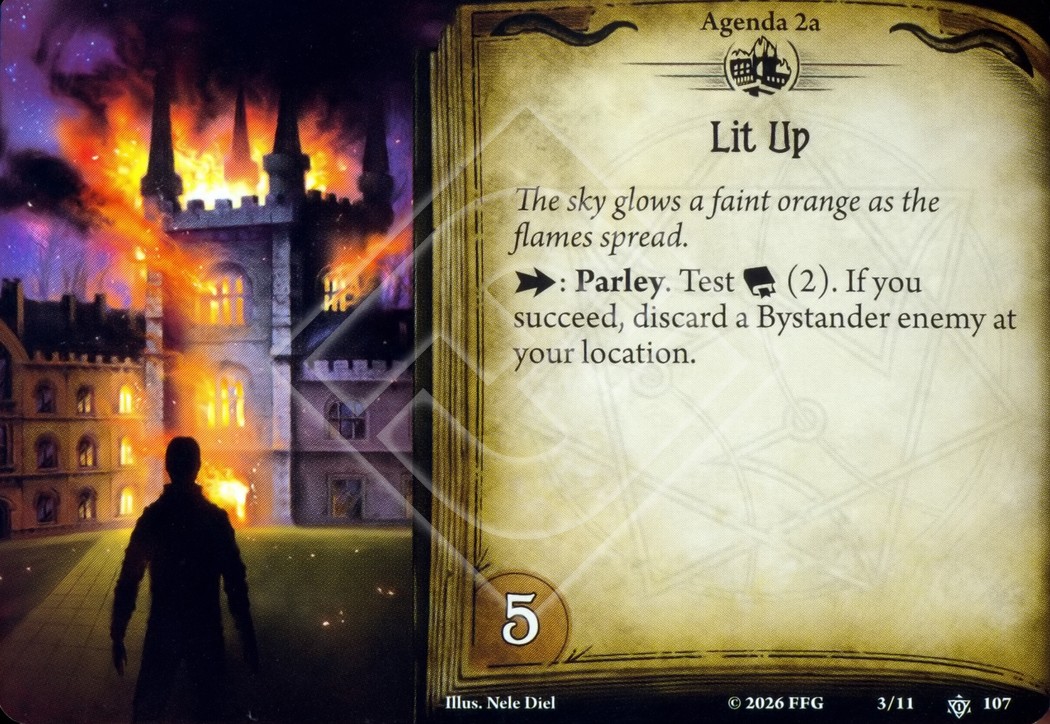 Agenda 2a
Lit Up
The sky glows a faint orange as the
flames spread.
: Parley. Test (2). If you
succeed, discard a Bystander enemy at
your location.
5
Illus. Nele Diel
© 2026 FFG
3/11
1
107